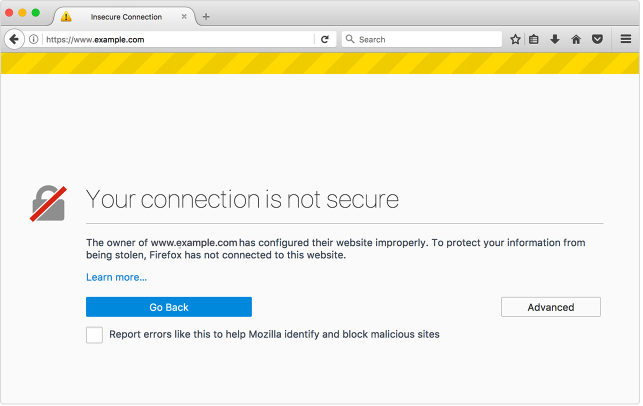 Insecure Connection
https://www.example.com
Search
Your connection is not secure
The owner of www.example.com has configured their website improperly. To protect your information from
being stolen, Firefox has not connected to this website.
Learn more...
Go Back
Advanced
Report errors like this to help Mozilla identify and block malicious sites